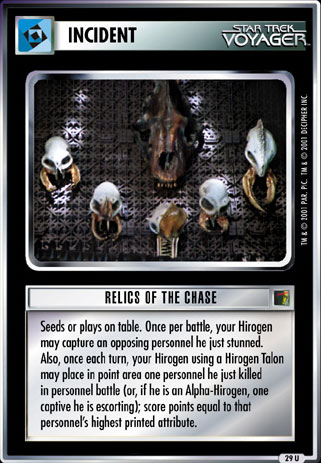 INCIDENT
STAR TREK
VOYAGER™
TM & © 2001 PAR. PIC. TM & © 2001 DECIPHER INC.
RELICS OF THE CHASE
Seeds or plays on table. Once per battle, your Hirogen
may capture an opposing personnel he just stunned.
Also, once each turn, your Hirogen using a Hirogen Talon
may place in point area one personnel he just killed
in personnel battle (or, if he is an Alpha-Hirogen, one
captive he is escorting); score points equal to that
personnel's highest printed attribute.
29 U